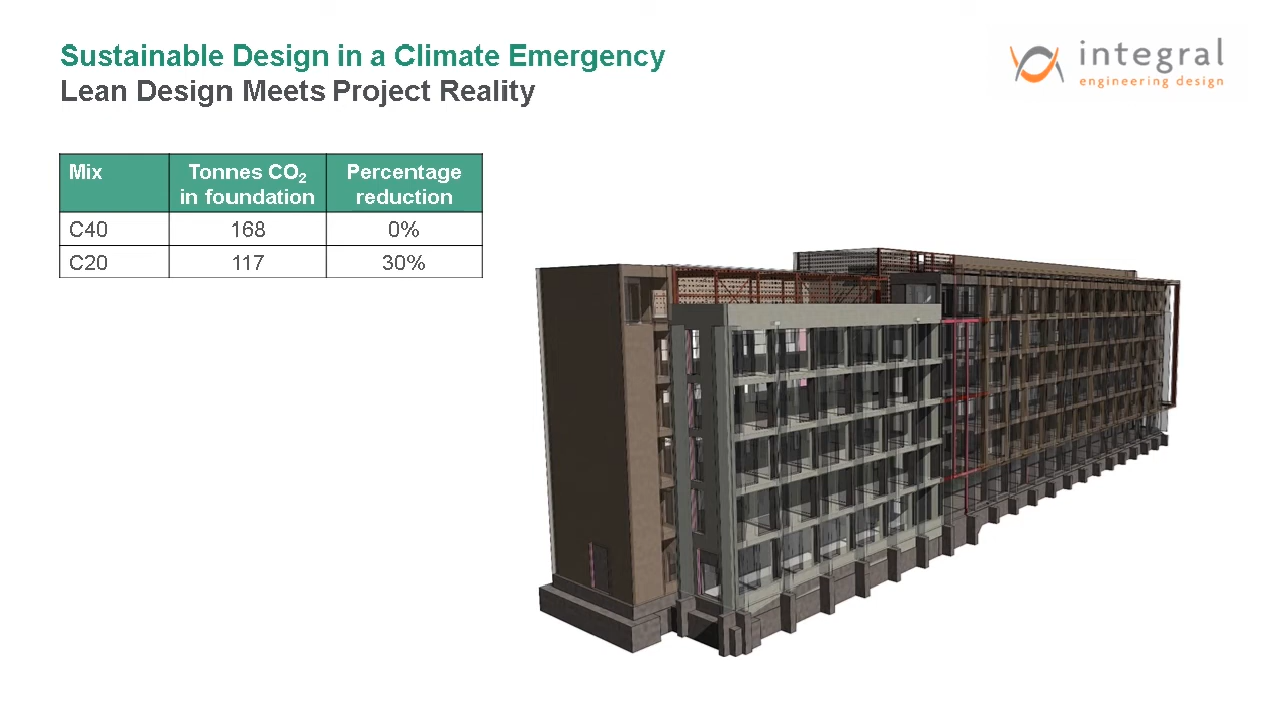 Sustainable Design in a Climate Emergency
Lean Design Meets Project Reality
integral
engineering design
Mix
Tonnes CO₂
in foundation
Percentage
reduction
C40 168 0%
C20 117 30%